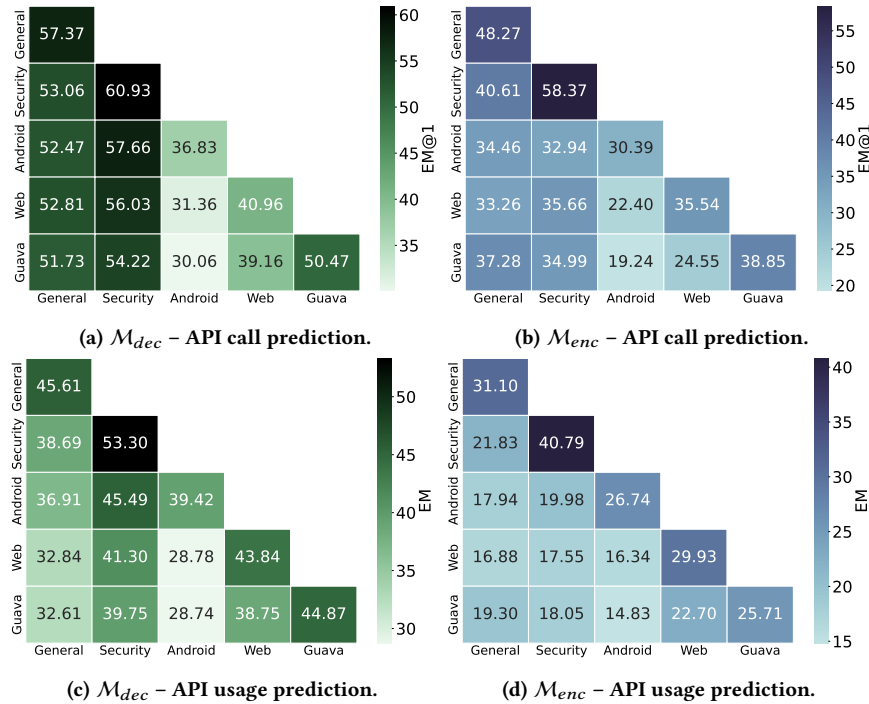 General 57.37
Security 53.06 60.93
Android 52.47 57.66 36.83
Web 52.81 56.03 31.36 40.96
Guava 51.73 54.22 30.06 39.16 50.47
General Security Android Web Guava
60
55
50
45
40
35
EM@1
(a) M_dec – API call prediction.
General 48.27
Security 40.61 58.37
Android 34.46 32.94 30.39
Web 33.26 35.66 22.40 35.54
Guava 37.28 34.99 19.24 24.55 38.85
General Security Android Web Guava
55
50
45
40
35
30
25
20
EM@1
(b) M_enc – API call prediction.
General 45.61
Security 38.69 53.30
Android 36.91 45.49 39.42
Web 32.84 41.30 28.78 43.84
Guava 32.61 39.75 28.74 38.75 44.87
General Security Android Web Guava
50
45
40
35
30
EM
(c) M_dec – API usage prediction.
General 31.10
Security 21.83 40.79
Android 17.94 19.98 26.74
Web 16.88 17.55 16.34 29.93
Guava 19.30 18.05 14.83 22.70 25.71
General Security Android Web Guava
40
35
30
25
20
15
EM
(d) M_enc – API usage prediction.